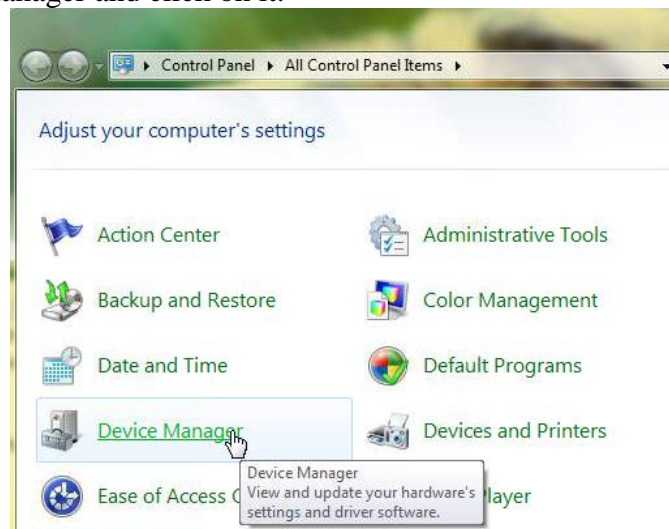 Control Panel ▸ All Control Panel Items ▸
Adjust your computer's settings
Action Center
Administrative Tools
Backup and Restore
Color Management
Date and Time
Default Programs
Device Manager
Devices and Printers
Device Manager
View and update your hardware's
settings and driver software.
Ease of Access